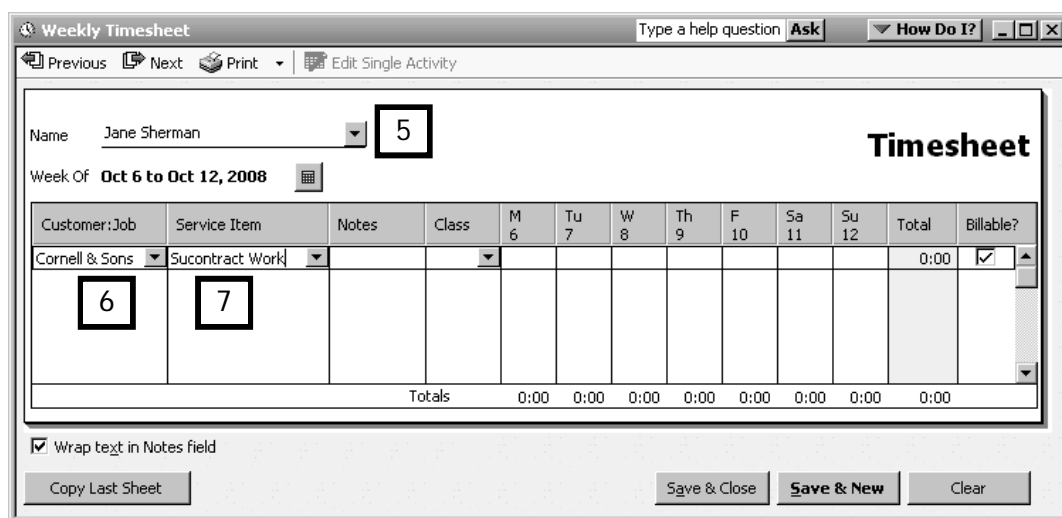 Weekly Timesheet Type a help question Ask How Do I?
Previous Next Print Edit Single Activity
Name Jane Sherman 5
Timesheet
Week Of Oct 6 to Oct 12, 2008
Customer:Job Service Item Notes Class M 6 Tu 7 W 8 Th 9 F 10 Sa 11 Su 12 Total Billable?
Cornell & Sons Sucontract Work 0:00
6 7
Totals 0:00 0:00 0:00 0:00 0:00 0:00 0:00 0:00
Wrap text in Notes field
Copy Last Sheet Save & Close Save & New Clear